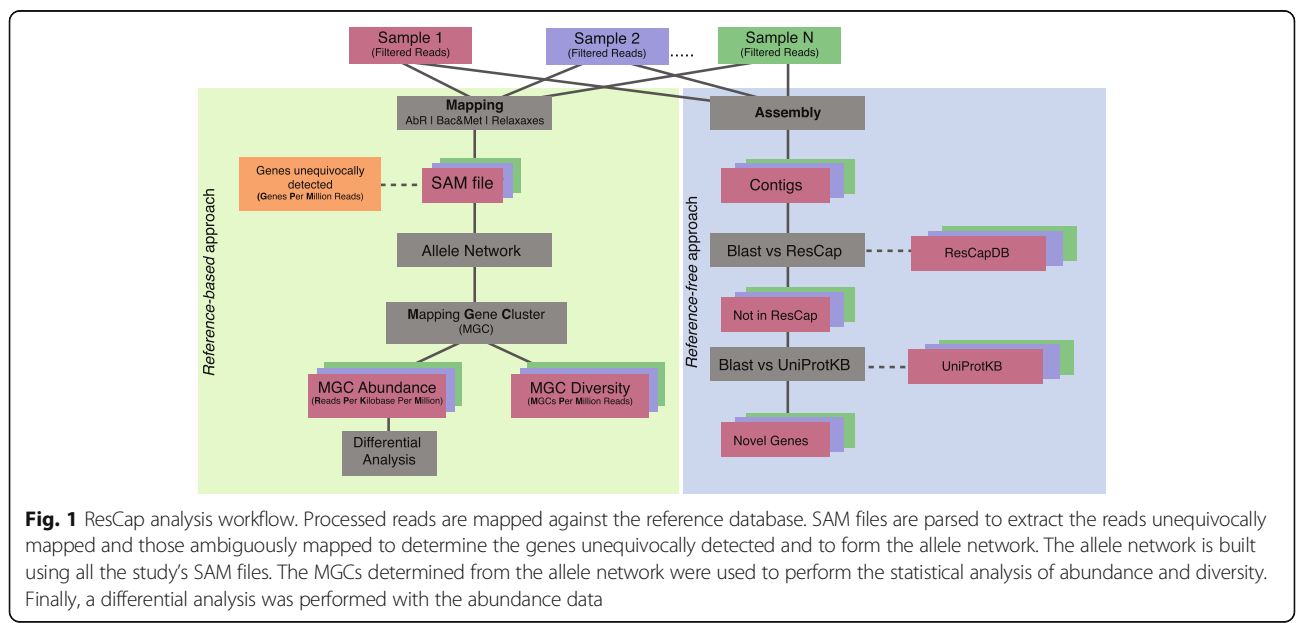 Sample 1
(Filtered Reads)
Sample 2
(Filtered Reads)
.....
Sample N
(Filtered Reads)
Mapping
AbR | Bac&Met | Relaxaxes
Assembly
Reference-based approach
Genes unequivocally
detected
(Genes Per Million Reads)
SAM file
Allele Network
Mapping Gene Cluster
(MGC)
MGC Abundance
(Reads Per Kilobase Per Million)
MGC Diversity
(MGCs Per Million Reads)
Differential
Analysis
Reference-free approach
Contigs
Blast vs ResCap
ResCapDB
Not in ResCap
Blast vs UniProtKB
UniProtKB
Novel Genes
Fig. 1 ResCap analysis workflow. Processed reads are mapped against the reference database. SAM files are parsed to extract the reads unequivocally
mapped and those ambiguously mapped to determine the genes unequivocally detected and to form the allele network. The allele network is built
using all the study's SAM files. The MGCs determined from the allele network were used to perform the statistical analysis of abundance and diversity.
Finally, a differential analysis was performed with the abundance data